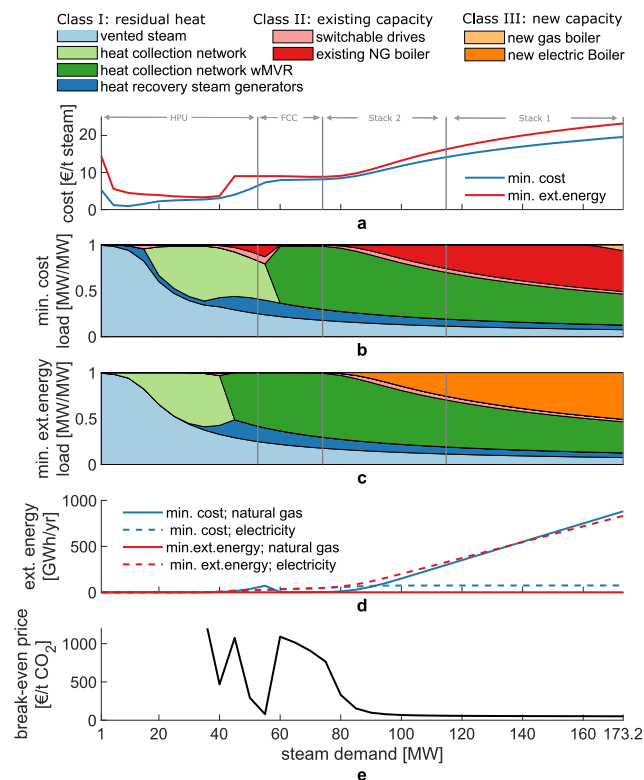 Class I: residual heat
Class II: existing capacity
Class III: new capacity
vented steam
switchable drives
new gas boiler
heat collection network
existing NG boiler
new electric Boiler
heat collection network wMVR
heat recovery steam generators
HPU
FCC
Stack 2
Stack 1
cost [€/t steam]
20
10
0
min. cost
min. ext.energy
a
min. cost
load [MW/MW]
1
0.5
0
b
min. ext.energy
load [MW/MW]
1
0.5
0
c
ext. energy
[GWh/yr]
1000
500
0
min. cost; natural gas
min. cost; electricity
min.ext.energy; natural gas
min. ext.energy; electricity
d
break-even price
[€/t CO2]
1000
500
0
1 20 40 60 80 100 120 140 160 173.2
steam demand [MW]
e